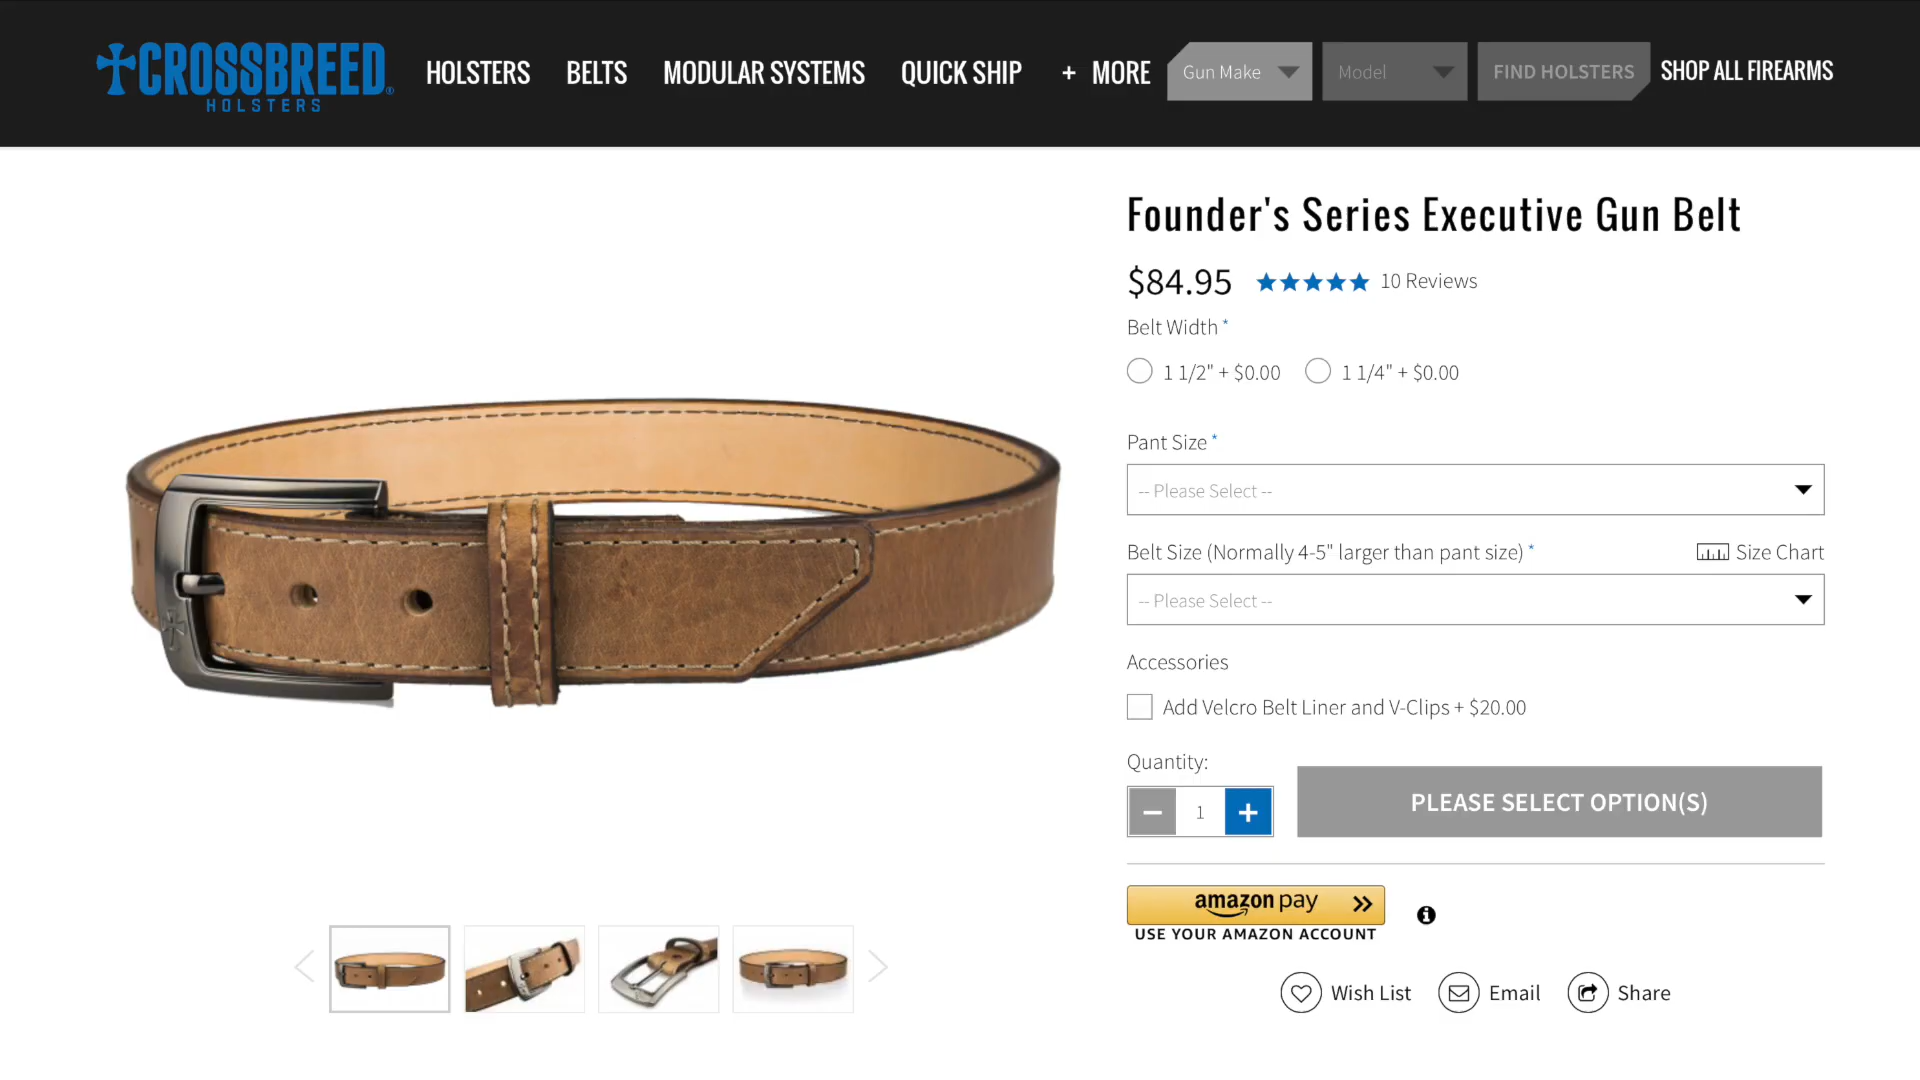 CROSSBREED®
HOLSTERS
HOLSTERS BELTS MODULAR SYSTEMS QUICK SHIP + MORE Gun Make Model FIND HOLSTERS SHOP ALL FIREARMS
Founder's Series Executive Gun Belt
$84.95 10 Reviews
Belt Width *
1 1/2" + $0.00 1 1/4" + $0.00
Pant Size *
-- Please Select --
Belt Size (Normally 4-5" larger than pant size) * Size Chart
-- Please Select --
Accessories
Add Velcro Belt Liner and V-Clips + $20.00
Quantity:
1
PLEASE SELECT OPTION(S)
amazon pay
USE YOUR AMAZON ACCOUNT
Wish List Email Share